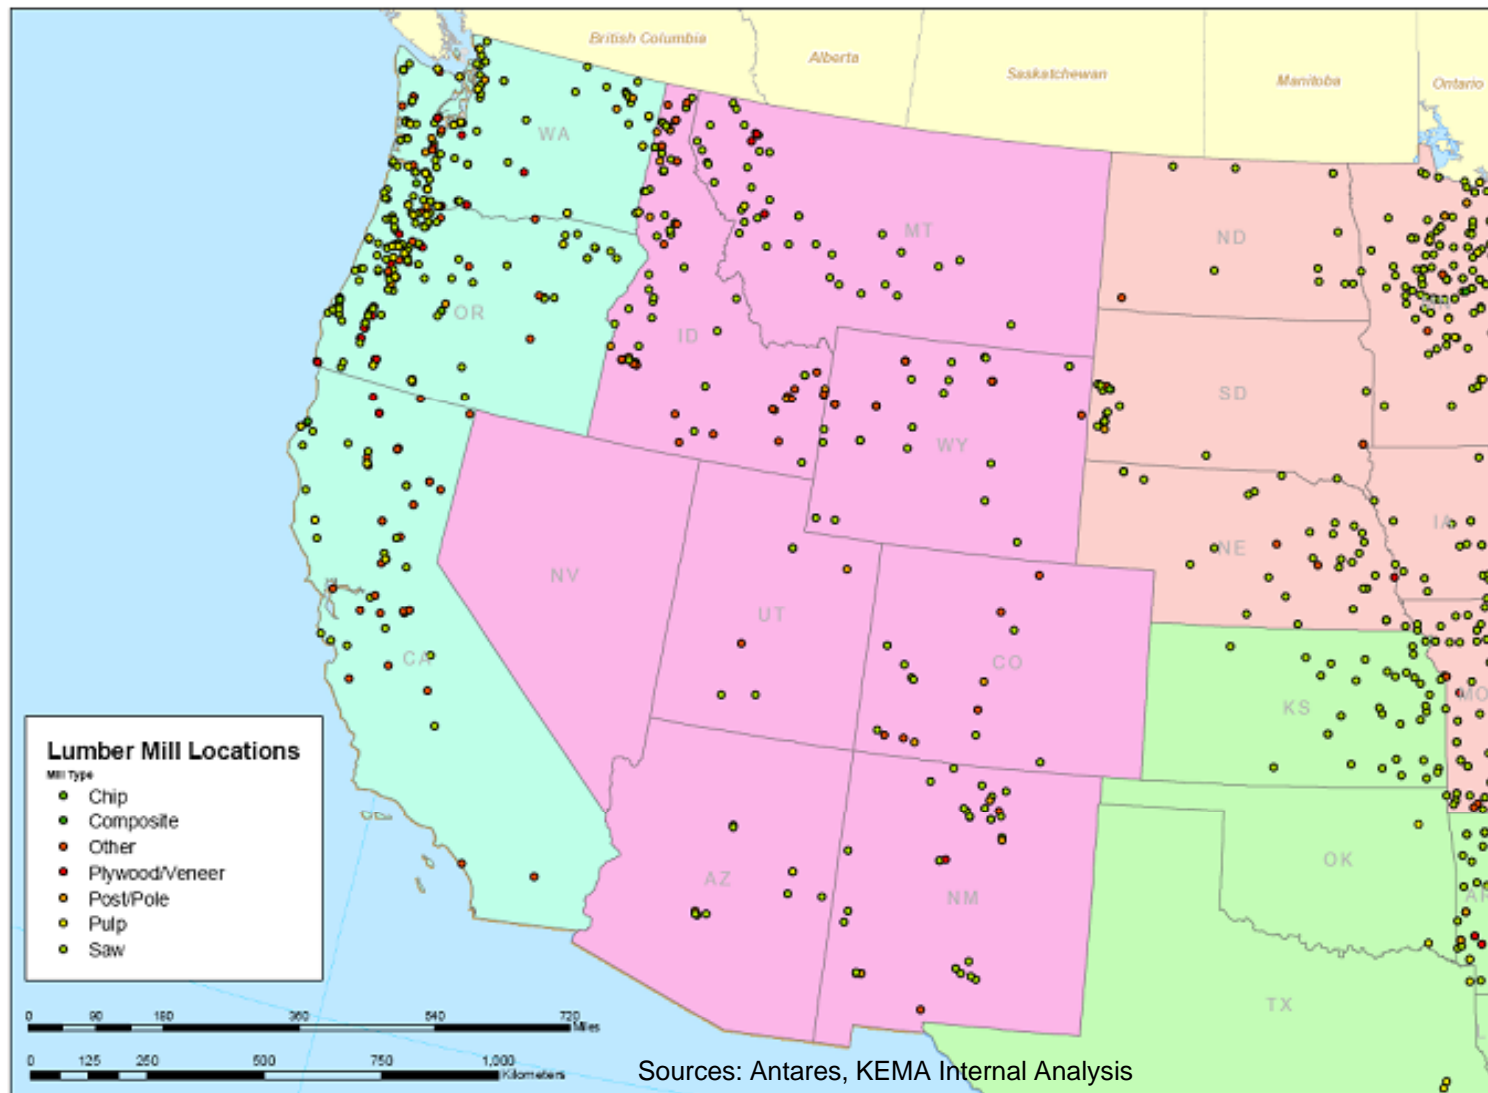 British Columbia
Alberta
Saskatchewan
Manitoba
Ontario
WA
MT
ND
OR
ID
SD
WY
IA
NE
NV
UT
CO
CA
KS
MO
Lumber Mill Locations
Mill Type
Chip
Composite
Other
Plywood/Veneer
Post/Pole
Pulp
Saw
AZ
NM
OK
AR
TX
0 90 180 360 540 720
Miles
0 125 250 500 750 1,000
Kilometers
Sources: Antares, KEMA Internal Analysis